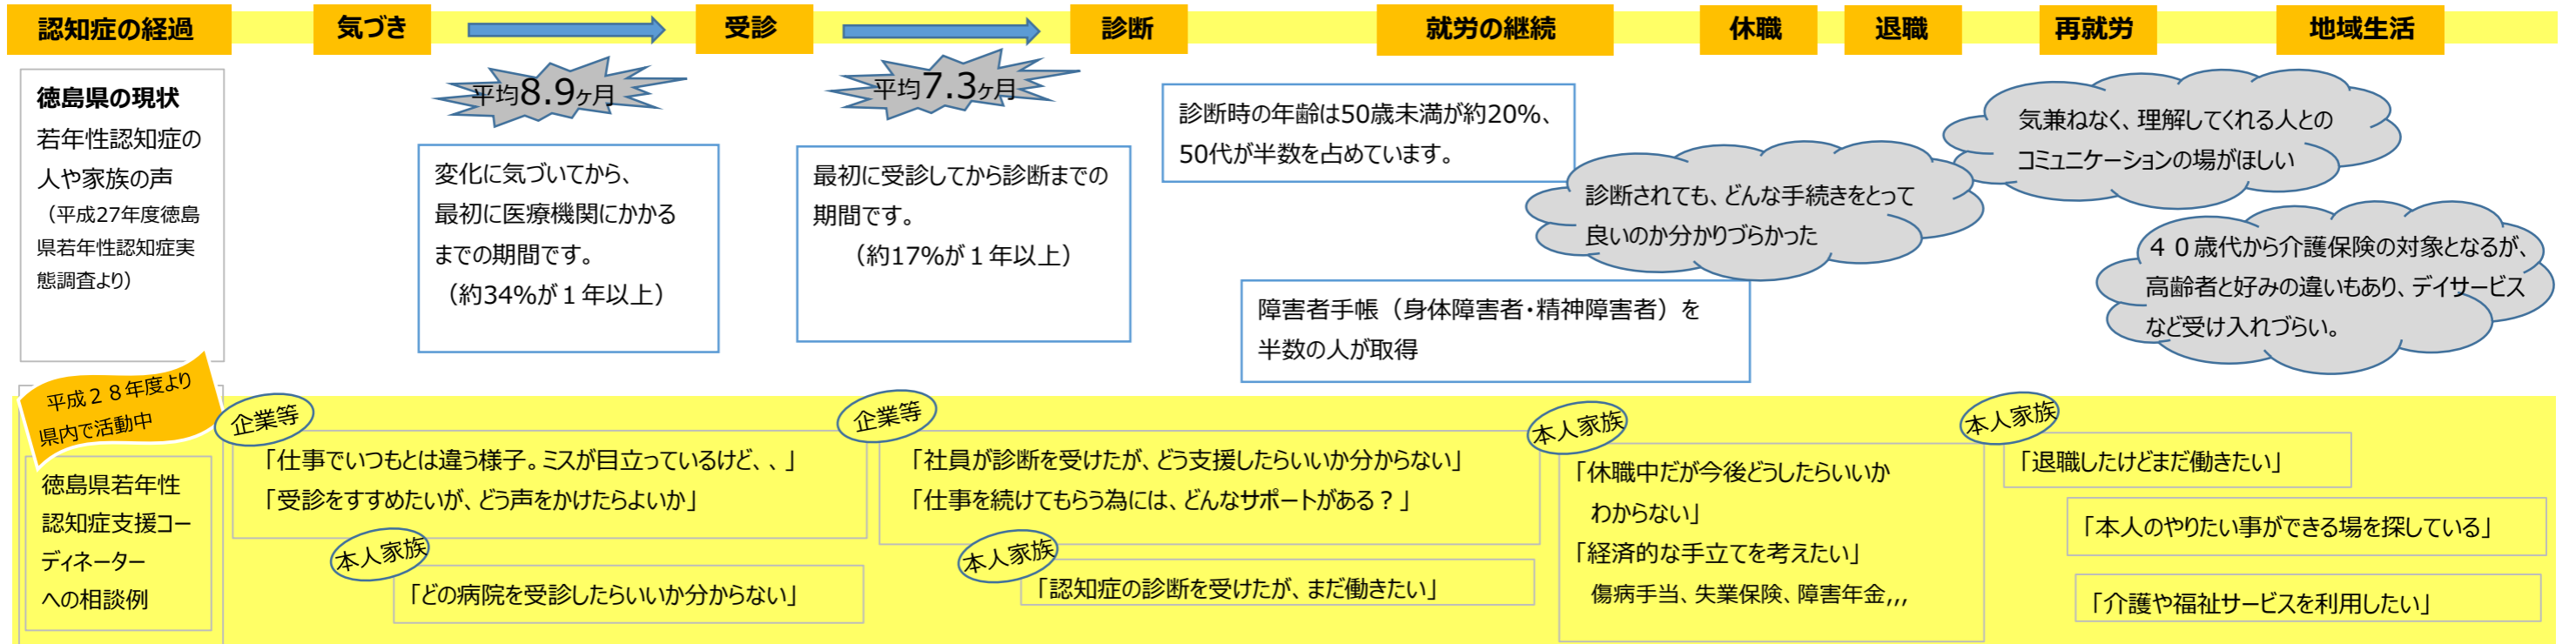 認知症の経過
気づき
受診
診断
就労の継続
休職
退職
再就労
地域生活
徳島県の現状
若年性認知症の
人や家族の声
（平成27年度徳島
県若年性認知症実
態調査より）
平均8.9ヶ月
変化に気づいてから、
最初に医療機関にかかる
までの期間です。
（約34%が１年以上）
平均7.3ヶ月
最初に受診してから診断までの
期間です。
（約17%が１年以上）
診断時の年齢は50歳未満が約20%、
50代が半数を占めています。
診断されても、どんな手続きをとって
良いのか分かりづらかった
障害者手帳（身体障害者・精神障害者）を
半数の人が取得
気兼ねなく、理解してくれる人との
コミュニケーションの場がほしい
４０歳代から介護保険の対象となるが、
高齢者と好みの違いもあり、デイサービス
など受け入れづらい。
平成２８年度より
県内で活動中
徳島県若年性
認知症支援コー
ディネーター
への相談例
企業等
「仕事でいつもとは違う様子。ミスが目立っているけど、、」
「受診をすすめたいが、どう声をかけたらよいか」
本人家族
「どの病院を受診したらいいか分からない」
企業等
「社員が診断を受けたが、どう支援したらいいか分からない」
「仕事を続けてもらう為には、どんなサポートがある？」
本人家族
「認知症の診断を受けたが、まだ働きたい」
本人家族
「休職中だが今後どうしたらいいか
わからない」
「経済的な手立てを考えたい」
傷病手当、失業保険、障害年金,,,
本人家族
「退職したけどまだ働きたい」
「本人のやりたい事ができる場を探している」
「介護や福祉サービスを利用したい」